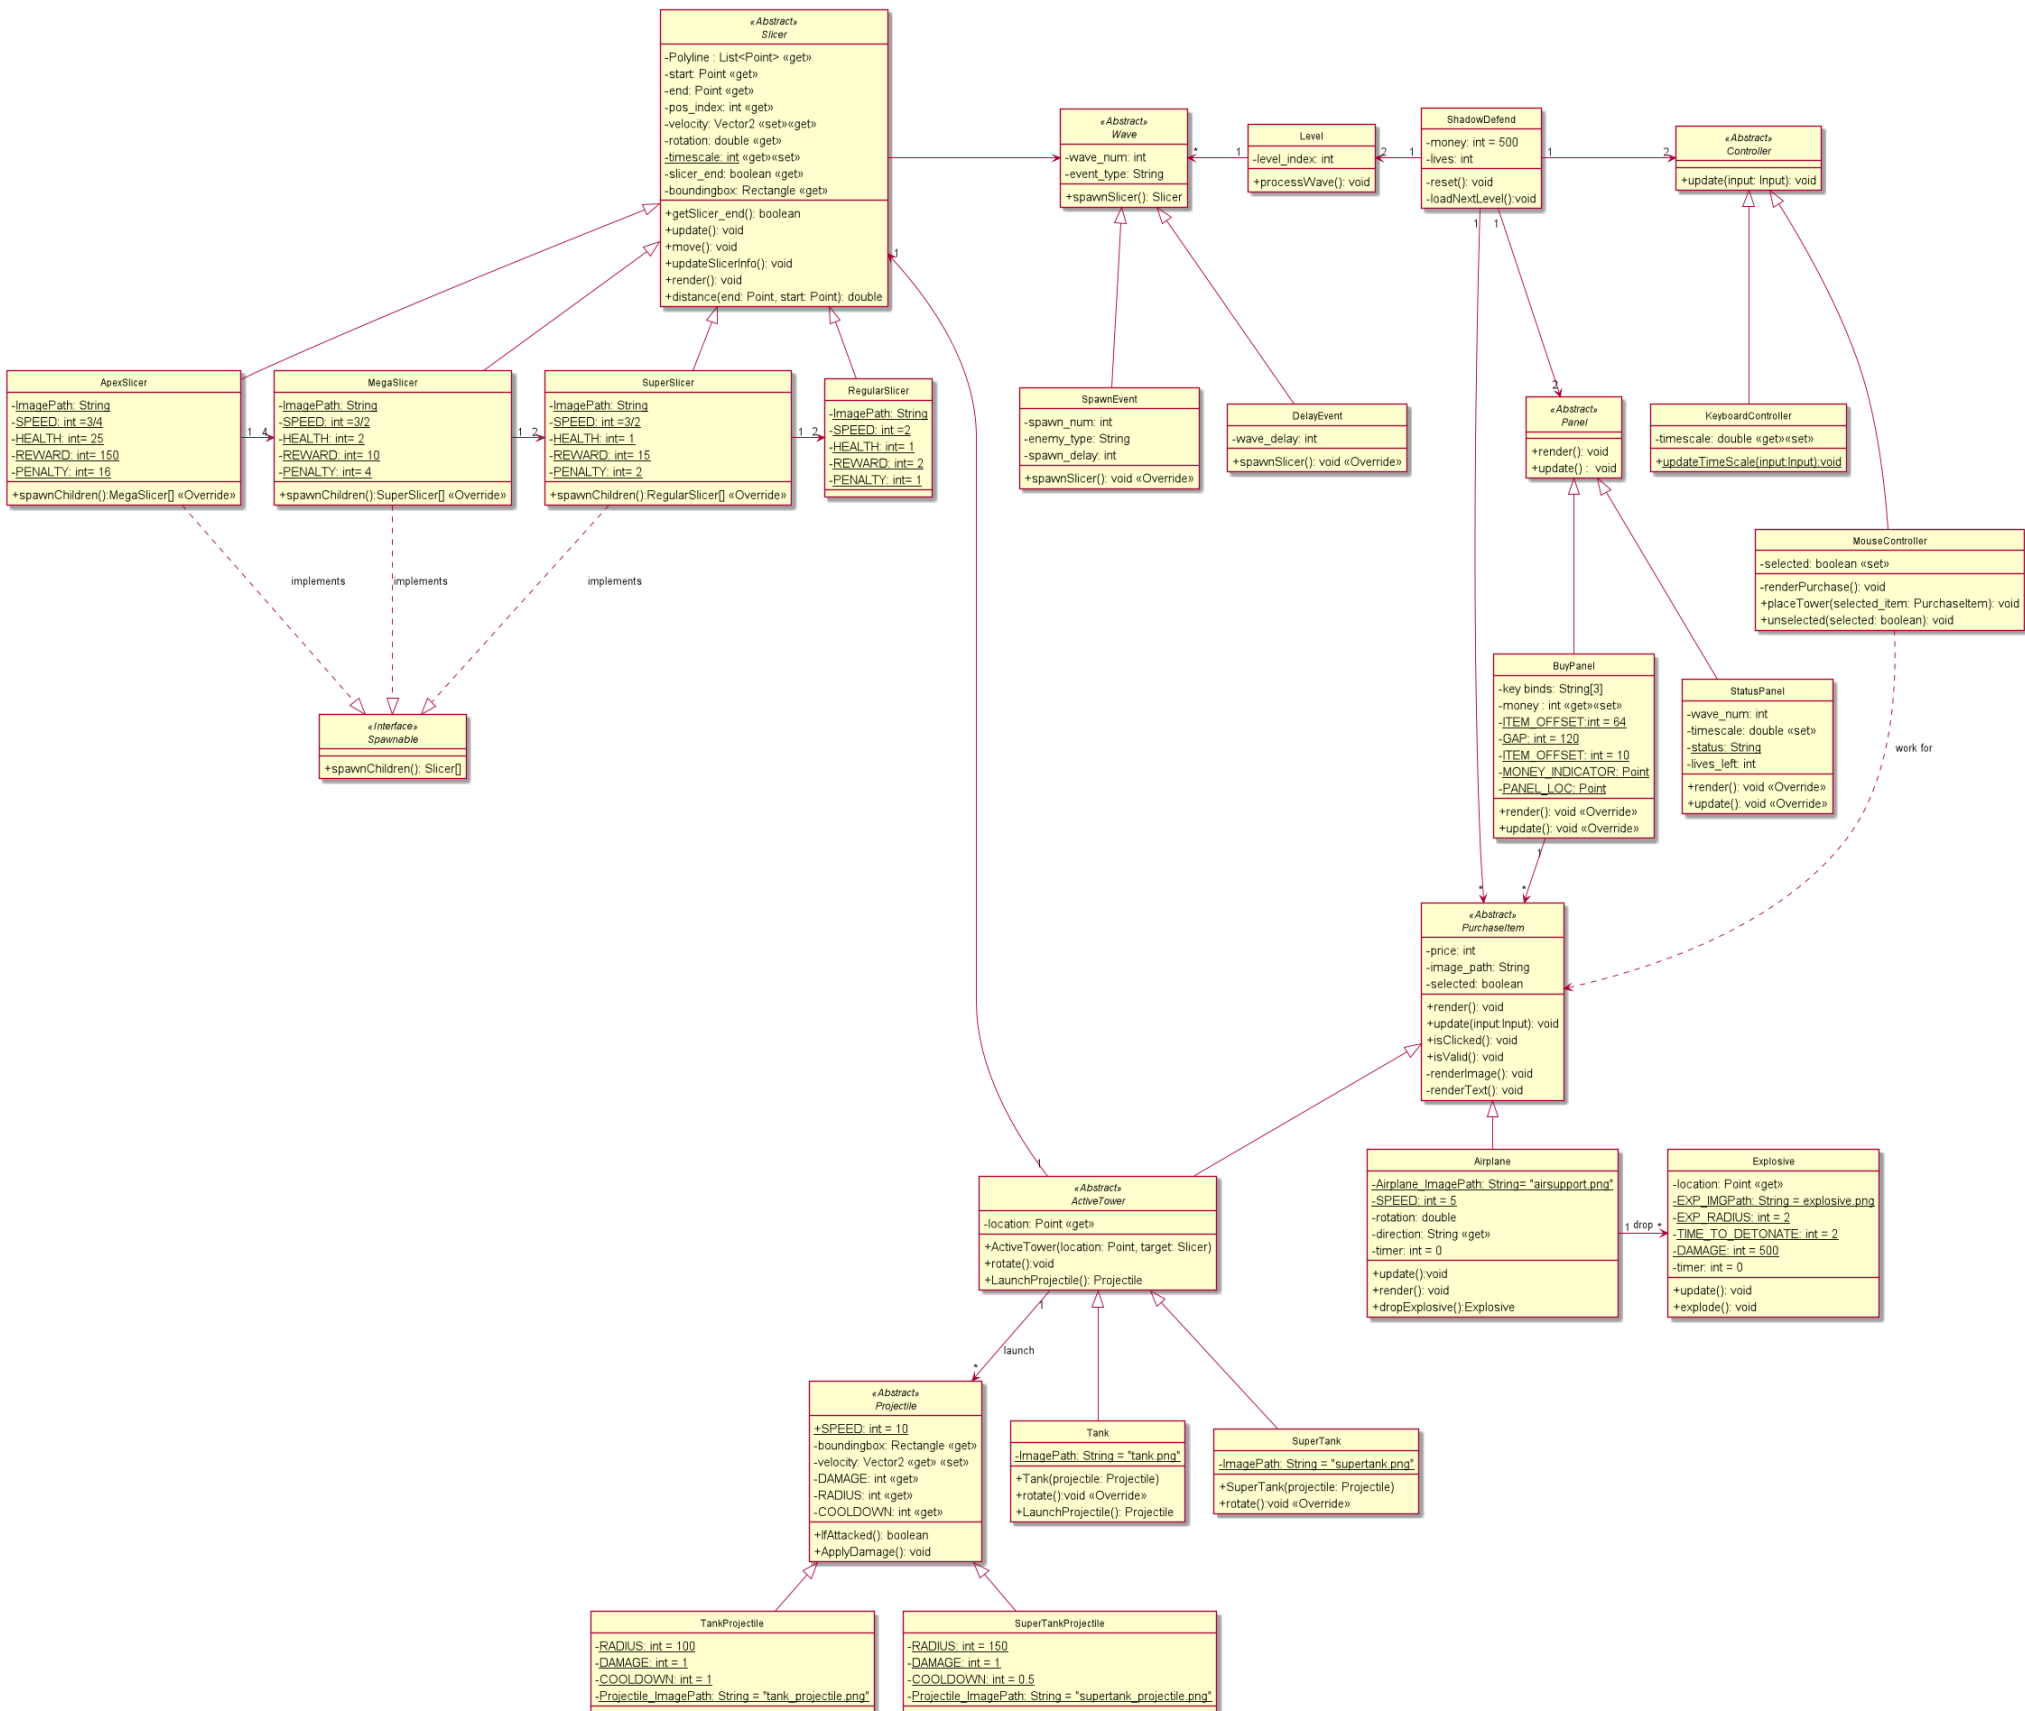 «Abstract»
Slicer
-Polyline : List<Point> «get»
-start: Point «get»
-end: Point «get»
-pos_index: int «get»
-velocity: Vector2 «set»«get»
-rotation: double «get»
-timescale: int «get»«set»
-slicer_end: boolean «get»
-boundingbox: Rectangle «get»
+getSlicer_end(): boolean
+update(): void
+move(): void
+updateSlicerInfo(): void
+render(): void
+distance(end: Point, start: Point): double
«Abstract»
Wave
-wave_num: int
-event_type: String
+spawnSlicer(): Slicer
* 1
Level
-level_index: int
+processWave(): void
2 1
ShadowDefend
-money: int = 500
-lives: int
-reset(): void
-loadNextLevel():void
1 2
«Abstract»
Controller
+update(input: Input): void
1 1
1
ApexSlicer
-ImagePath: String
-SPEED: int =3/4
-HEALTH: int= 25
-REWARD: int= 150
-PENALTY: int= 16
+spawnChildren():MegaSlicer[] «Override»
1 4
MegaSlicer
-ImagePath: String
-SPEED: int =3/2
-HEALTH: int= 2
-REWARD: int= 10
-PENALTY: int= 4
+spawnChildren():SuperSlicer[] «Override»
1 2
SuperSlicer
-ImagePath: String
-SPEED: int =3/2
-HEALTH: int= 1
-REWARD: int= 15
-PENALTY: int= 2
+spawnChildren():RegularSlicer[] «Override»
1 2
RegularSlicer
-ImagePath: String
-SPEED: int =2
-HEALTH: int= 1
-REWARD: int= 2
-PENALTY: int= 1
SpawnEvent
-spawn_num: int
-enemy_type: String
-spawn_delay: int
+spawnSlicer(): void «Override»
DelayEvent
-wave_delay: int
+spawnSlicer(): void «Override»
2
«Abstract»
Panel
+render(): void
+update() : void
KeyboardController
-timescale: double «get»«set»
+updateTimeScale(input:Input):void
MouseController
-selected: boolean «set»
-renderPurchase(): void
+placeTower(selected_item: PurchaseItem): void
+unselected(selected: boolean): void
implements
implements
implements
«Interface»
Spawnable
+spawnChildren(): Slicer[]
BuyPanel
-key binds: String[3]
-money : int «get»«set»
-ITEM_OFFSET:int = 64
-GAP: int = 120
-ITEM_OFFSET: int = 10
-MONEY_INDICATOR: Point
-PANEL_LOC: Point
+render(): void «Override»
+update(): void «Override»
StatusPanel
-wave_num: int
-timescale: double «set»
-status: String
-lives_left: int
+render(): void «Override»
+update(): void «Override»
work for
1
* *
«Abstract»
PurchaseItem
-price: int
-image_path: String
-selected: boolean
+render(): void
+update(input:Input): void
+isClicked(): void
+isValid(): void
-renderImage(): void
-renderText(): void
1
«Abstract»
ActiveTower
-location: Point «get»
+ActiveTower(location: Point, target: Slicer)
+rotate():void
+LaunchProjectile(): Projectile
Airplane
-Airplane_ImagePath: String= "airsupport.png"
-SPEED: int = 5
-rotation: double
-direction: String «get»
-timer: int = 0
+update():void
+render(): void
+dropExplosive():Explosive
1 drop *
Explosive
-location: Point «get»
-EXP_IMGPath: String = explosive.png
-EXP_RADIUS: int = 2
-TIME_TO_DETONATE: int = 2
-DAMAGE: int = 500
-timer: int = 0
+update(): void
+explode(): void
1
launch
*
«Abstract»
Projectile
+SPEED: int = 10
-boundingbox: Rectangle «get»
-velocity: Vector2 «get» «set»
-DAMAGE: int «get»
-RADIUS: int «get»
-COOLDOWN: int «get»
+IfAttacked(): boolean
+ApplyDamage(): void
Tank
-ImagePath: String = "tank.png"
+Tank(projectile: Projectile)
+rotate():void «Override»
+LaunchProjectile(): Projectile
SuperTank
-ImagePath: String = "supertank.png"
+SuperTank(projectile: Projectile)
+rotate():void «Override»
TankProjectile
-RADIUS: int = 100
-DAMAGE: int = 1
-COOLDOWN: int = 1
-Projectile_ImagePath: String = "tank_projectile.png"
SuperTankProjectile
-RADIUS: int = 150
-DAMAGE: int = 1
-COOLDOWN: int = 0.5
-Projectile_ImagePath: String = "supertank_projectile.png"